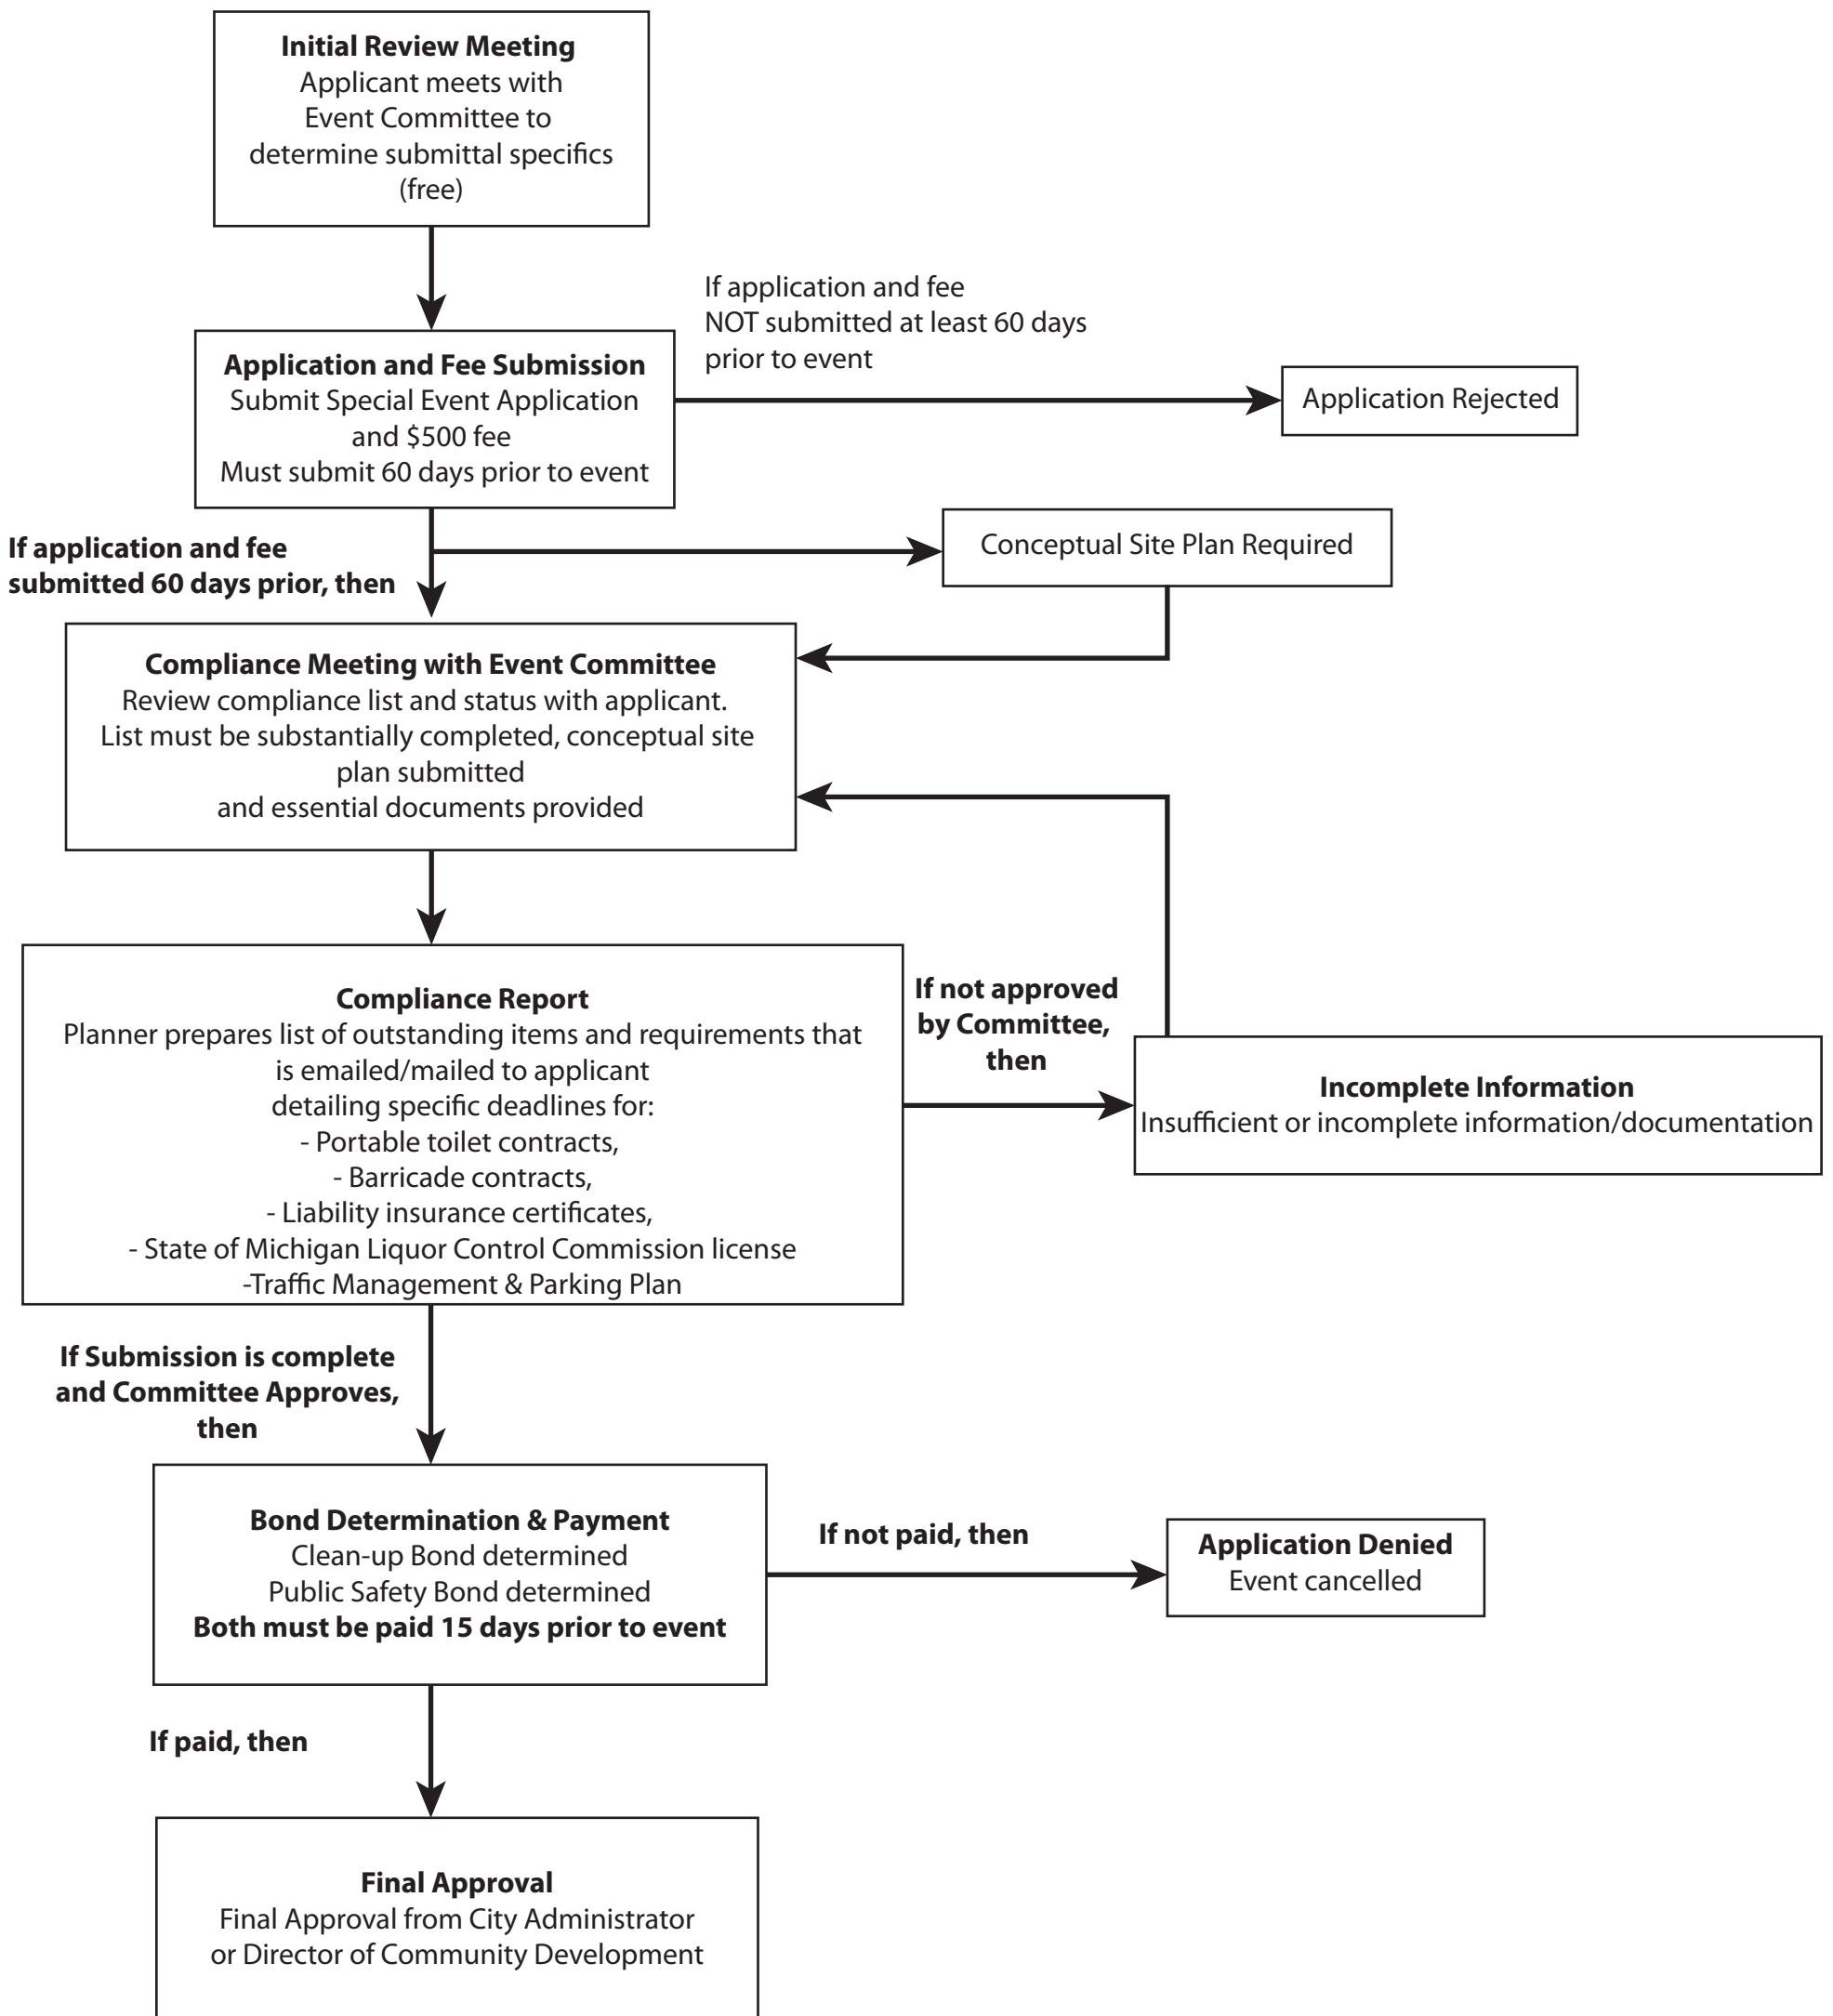 Initial Review Meeting
Applicant meets with
Event Committee to
determine submittal specifics
(free)
If application and fee
NOT submitted at least 60 days
prior to event
Application and Fee Submission
Submit Special Event Application
and $500 fee
Must submit 60 days prior to event
Application Rejected
If application and fee
submitted 60 days prior, then
Conceptual Site Plan Required
Compliance Meeting with Event Committee
Review compliance list and status with applicant.
List must be substantially completed, conceptual site
plan submitted
and essential documents provided
Compliance Report
Planner prepares list of outstanding items and requirements that
is emailed/mailed to applicant
detailing specific deadlines for:
- Portable toilet contracts,
- Barricade contracts,
- Liability insurance certificates,
- State of Michigan Liquor Control Commission license
-Traffic Management & Parking Plan
If not approved
by Committee,
then
Incomplete Information
Insufficient or incomplete information/documentation
If Submission is complete
and Committee Approves,
then
Bond Determination & Payment
Clean-up Bond determined
Public Safety Bond determined
Both must be paid 15 days prior to event
If not paid, then
Application Denied
Event cancelled
If paid, then
Final Approval
Final Approval from City Administrator
or Director of Community Development